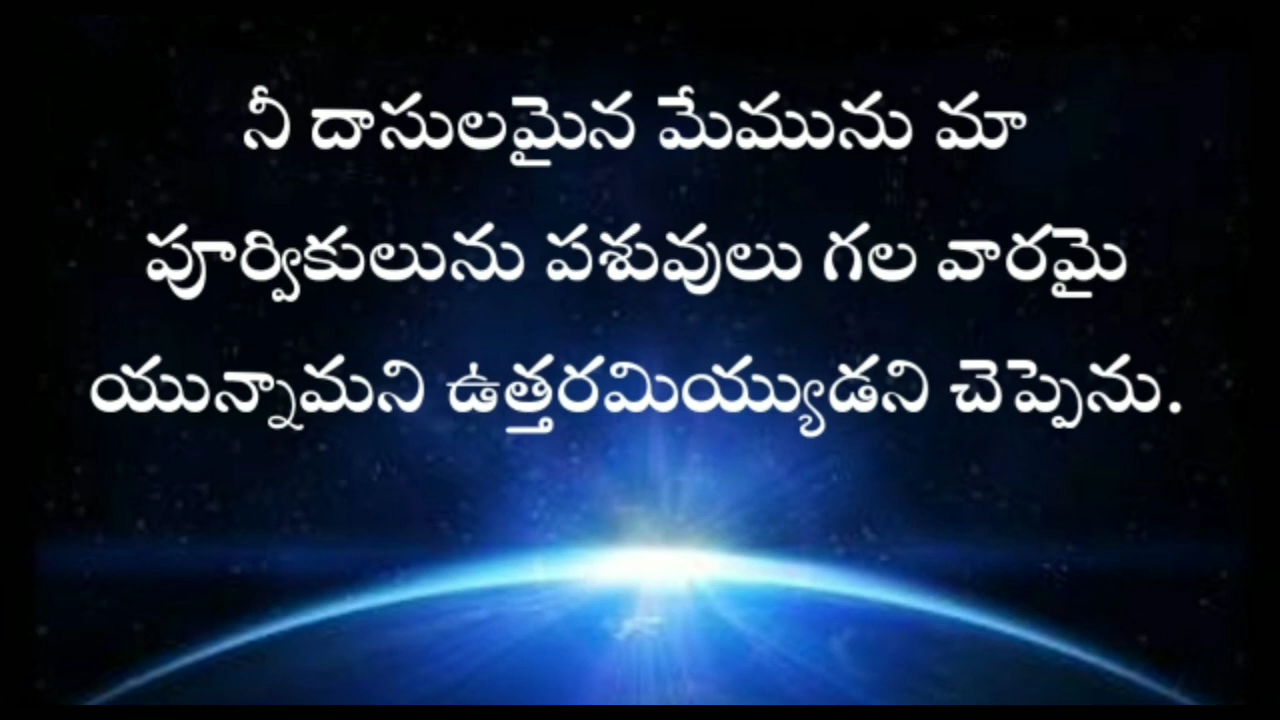 నీ దాసులమైన మేమును మా
పూర్వికులును పశువులు గల వారమై
యున్నామని ఉత్తరమియ్యుడని చెప్పెను.